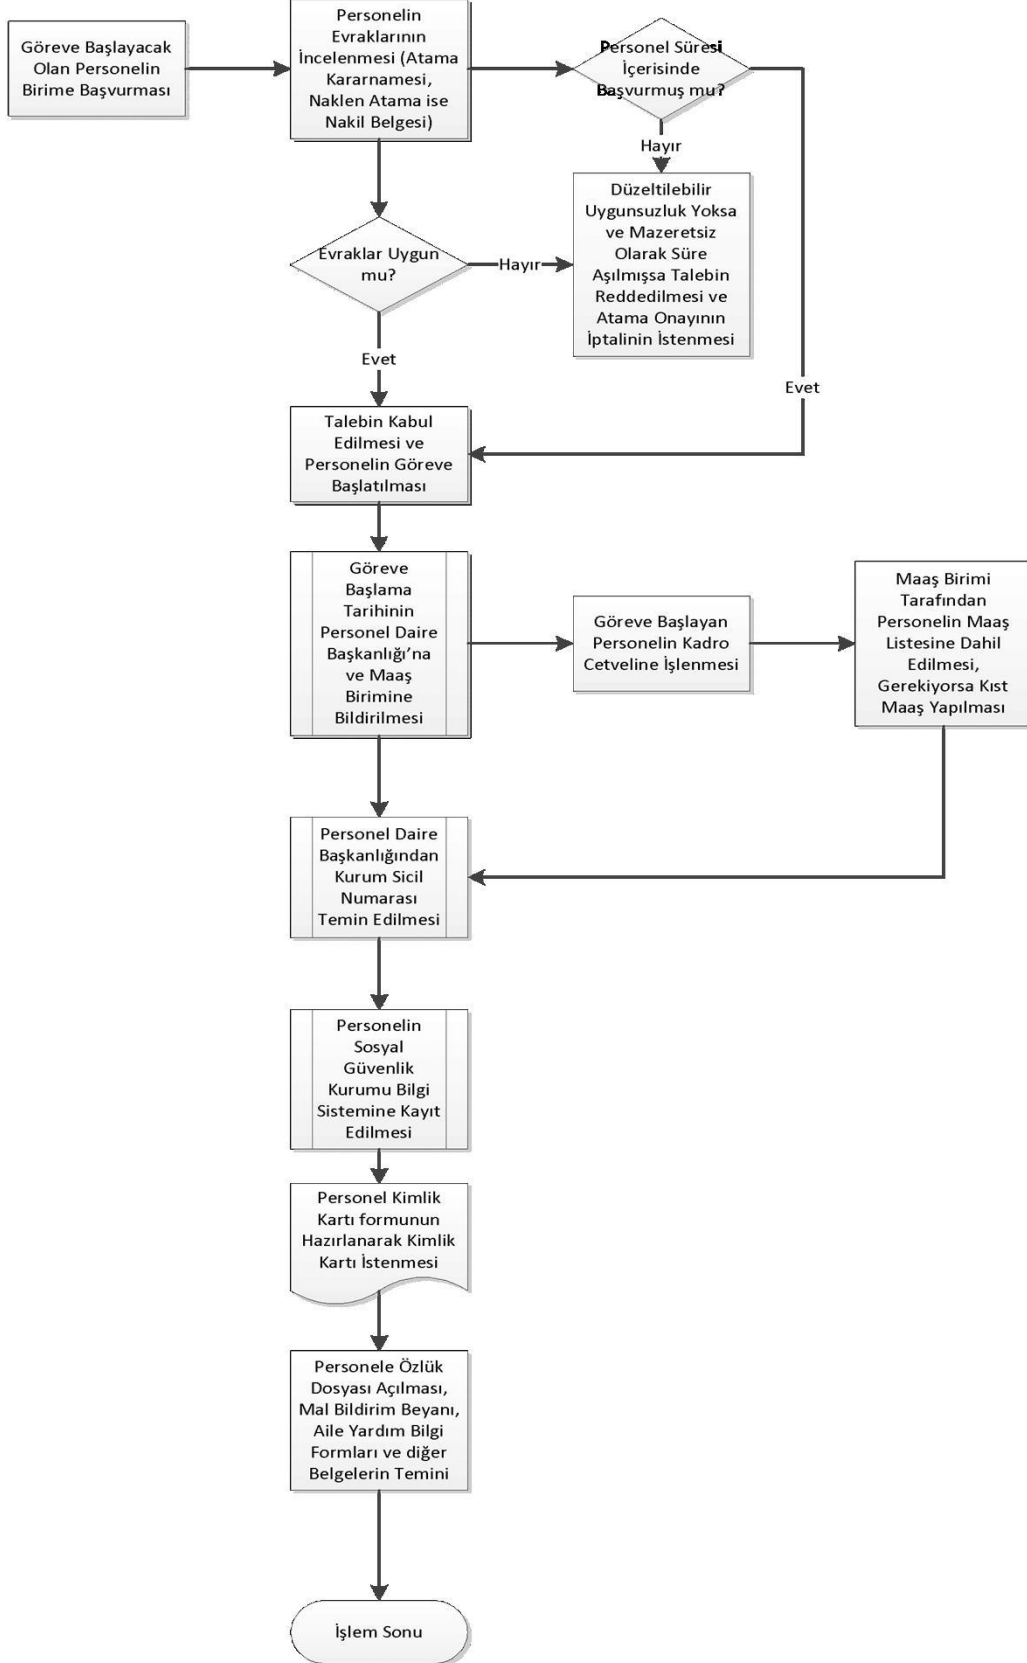 Göreve Başlayacak
Olan Personelin
Birime Başvurması
Personelin
Evraklarının
İncelenmesi (Atama
Kararnamesi,
Naklen Atama ise
Nakil Belgesi)
Personel Süresi
İçerisinde
Başvurmuş mu?
Hayır
Düzeltilebilir
Uygunsuzluk Yoksa
ve Mazeretsiz
Olarak Süre
Aşılmışsa Talebin
Reddedilmesi ve
Atama Onayının
İptalinin İstenmesi
Evraklar Uygun
mu?
Hayır
Evet
Evet
Talebin Kabul
Edilmesi ve
Personelin Göreve
Başlatılması
Göreve
Başlama
Tarihinin
Personel Daire
Başkanlığı'na
ve Maaş
Birimine
Bildirilmesi
Göreve Başlayan
Personelin Kadro
Cetveline İşlenmesi
Maaş Birimi
Tarafından
Personelin Maaş
Listesine Dahil
Edilmesi,
Gerekiyorsa Kıst
Maaş Yapılması
Personel Daire
Başkanlığından
Kurum Sicil
Numarası
Temin Edilmesi
Personelin
Sosyal
Güvenlik
Kurumu Bilgi
Sistemine Kayıt
Edilmesi
Personel Kimlik
Kartı formunun
Hazırlanarak Kimlik
Kartı İstenmesi
Personele Özlük
Dosyası Açılması,
Mal Bildirim Beyanı,
Aile Yardım Bilgi
Formları ve diğer
Belgelerin Temini
İşlem Sonu